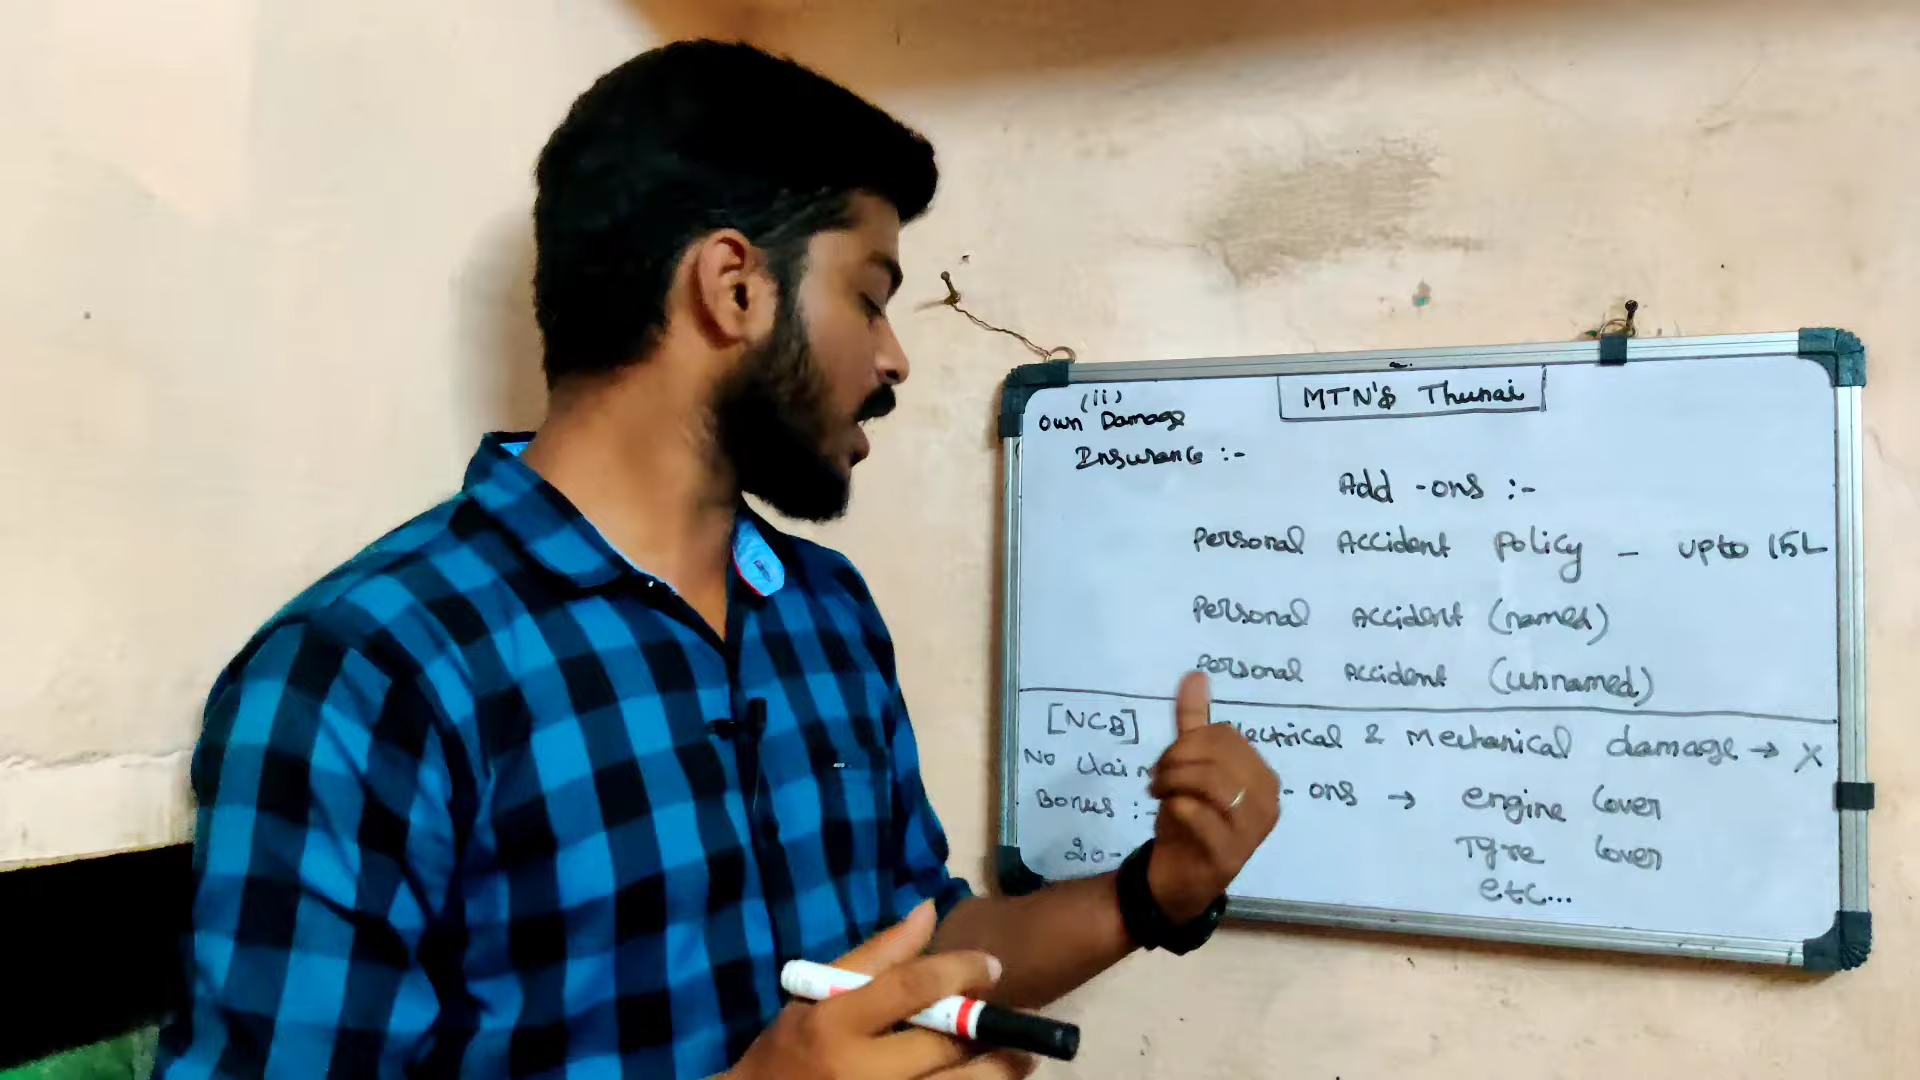 MTN's Thunai
(ii)
Own Damage
Insurance :-
Add -ons :-
Personal Accident Policy - upto 15L
Personal Accident (named)
Personal Accident (unnamed)
[NCB]
No Claim
Bonus :-
20-
Electrical & Mechanical damage → X
- ons → engine Cover
Tyre Cover
etc...